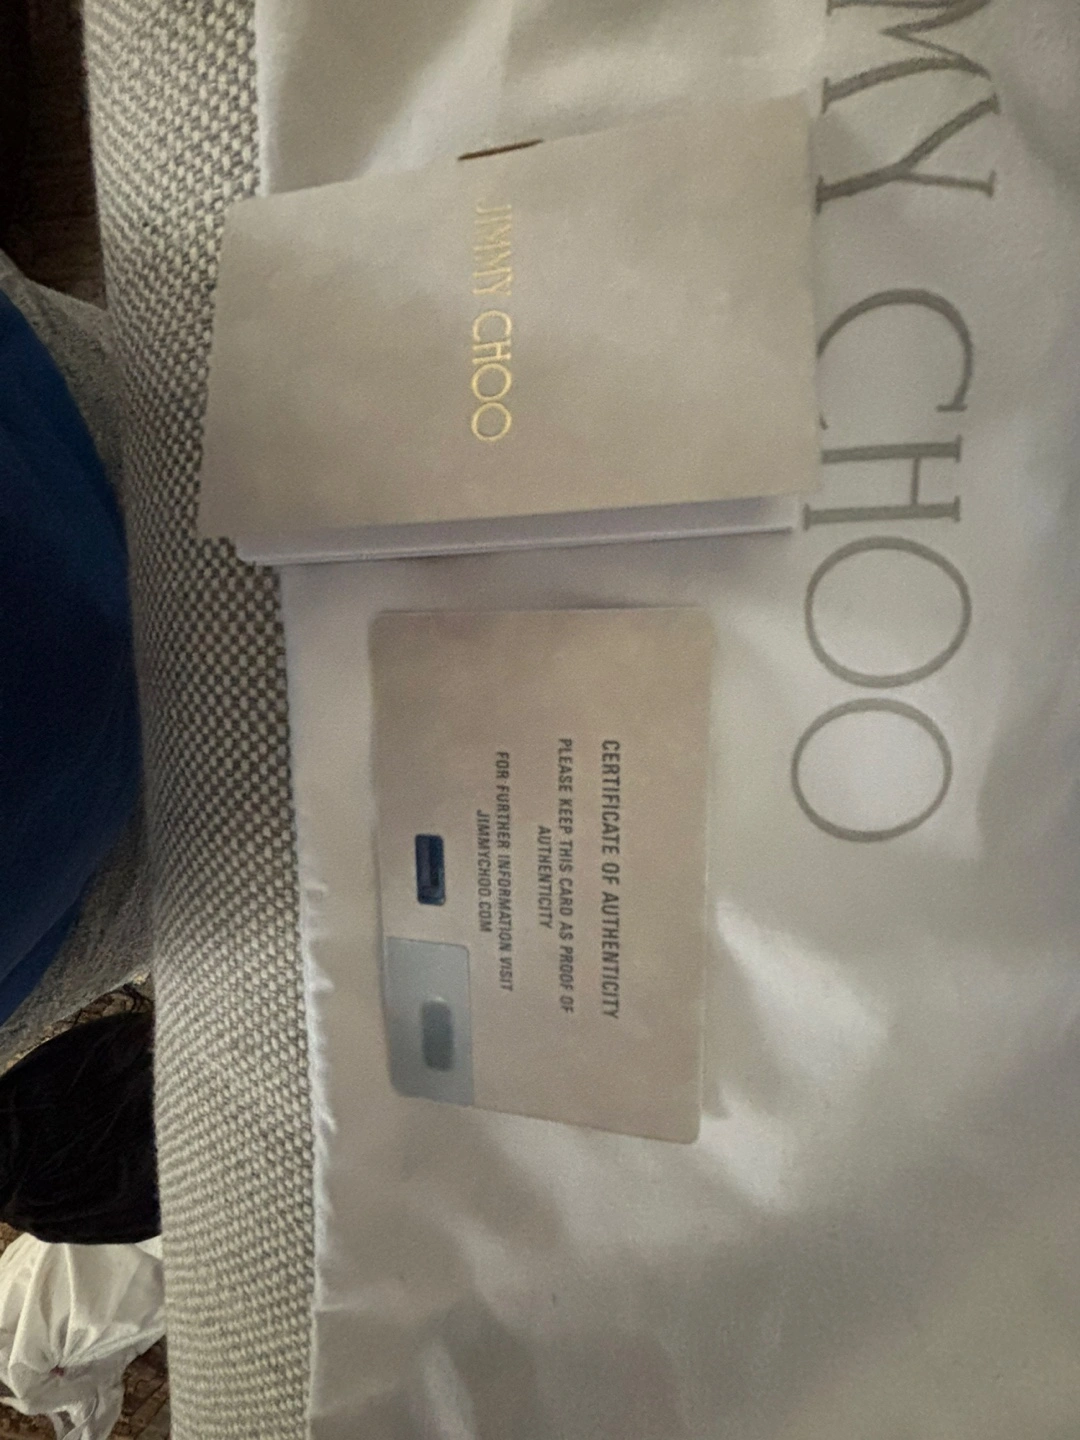 MY CHOO
JIMMY CHOO
CERTIFICATE OF AUTHENTICITY
PLEASE KEEP THIS CARD AS PROOF OF
AUTHENTICITY
FOR FURTHER INFORMATION VISIT
JIMMYCHOO.COM